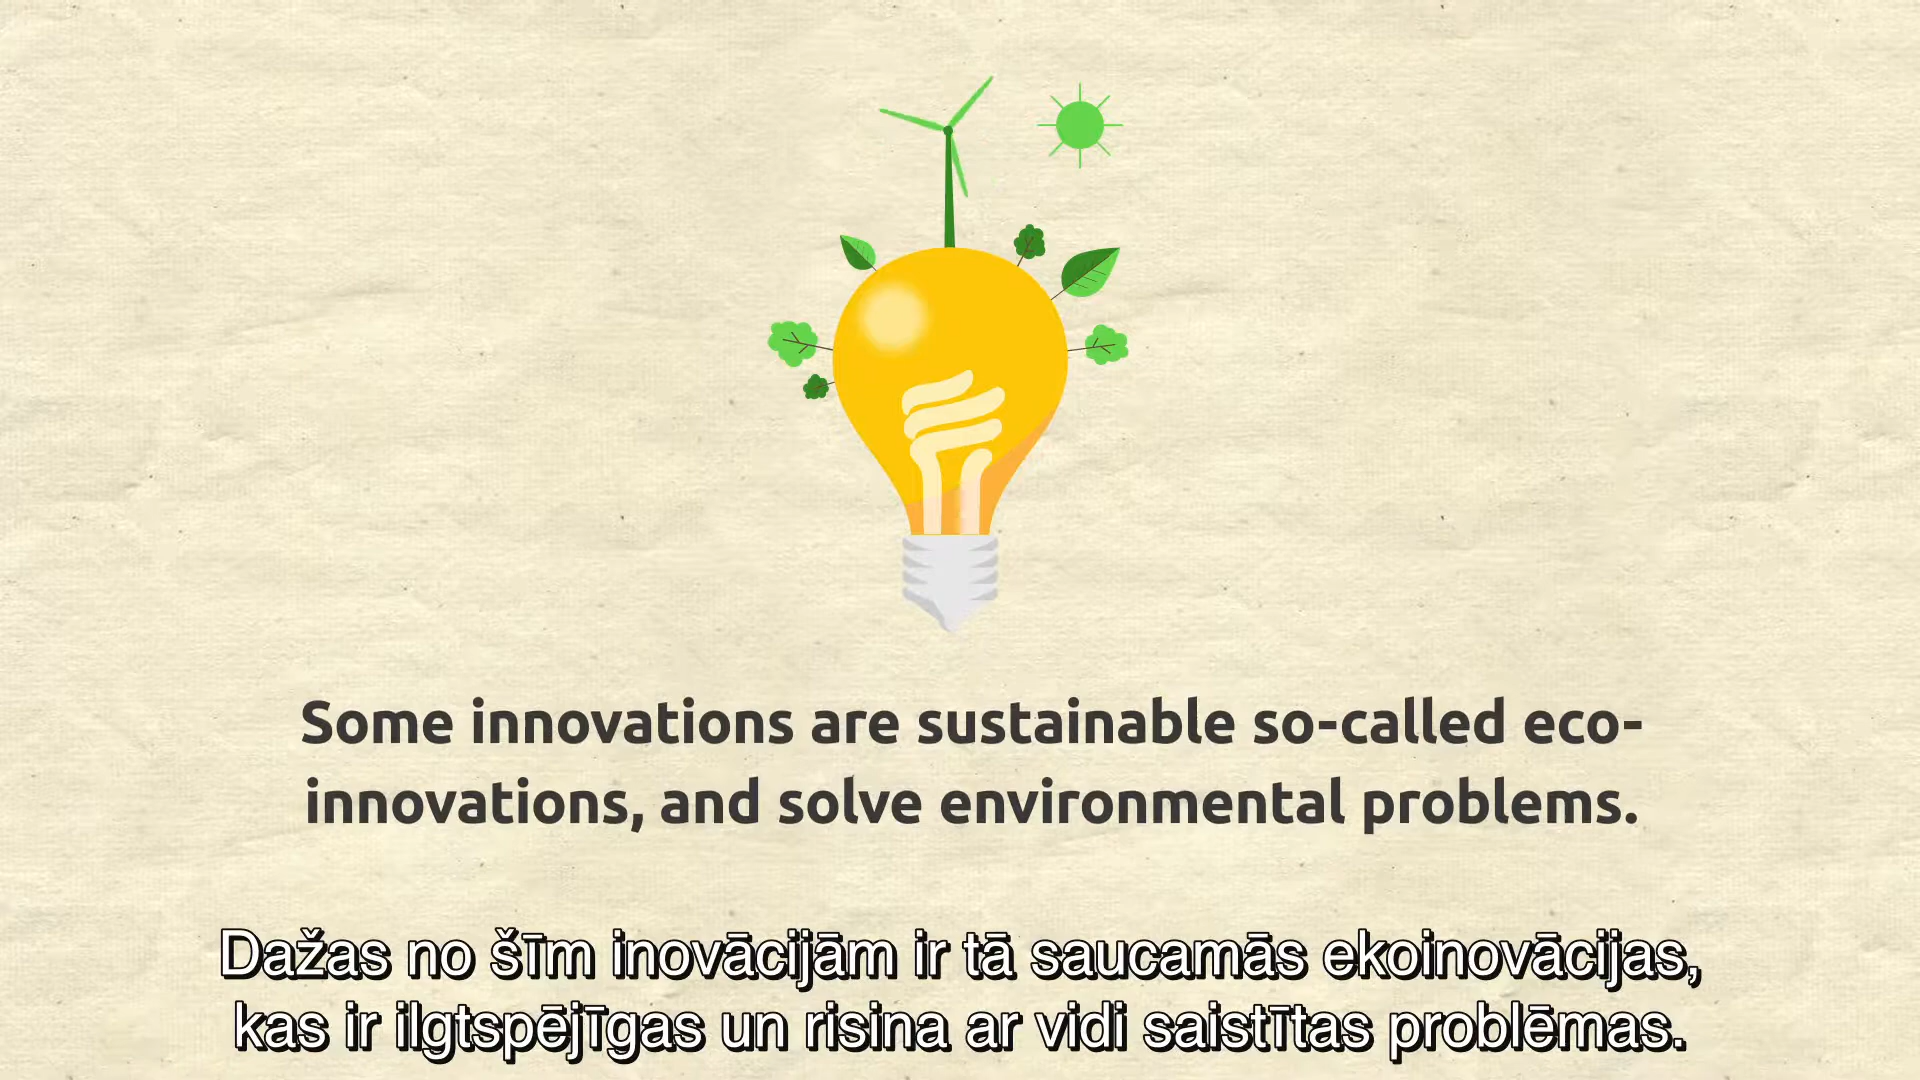 Some innovations are sustainable so-called eco-
innovations, and solve environmental problems.
Dažas no šīm inovācijām ir tā saucamās ekoinovācijas,
kas ir ilgtspējīgas un risina ar vidi saistītas problēmas.